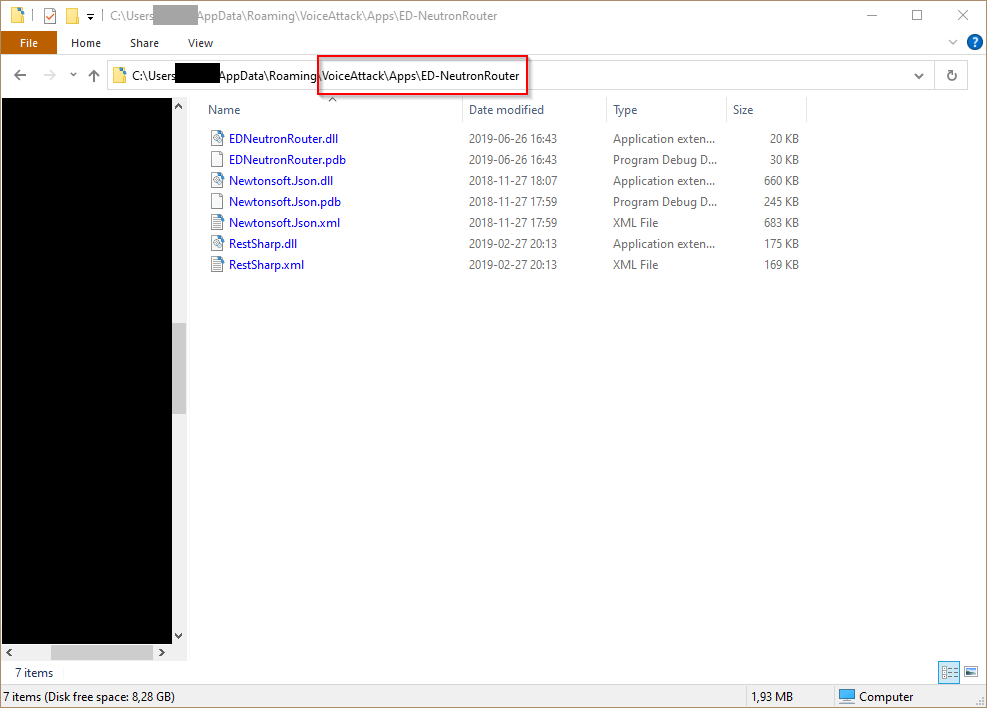 C:\Users AppData\Roaming\VoiceAttack\Apps\ED-NeutronRouter
File Home Share View
C:\Users AppData\Roaming\VoiceAttack\Apps\ED-NeutronRouter
Name Date modified Type Size
EDNeutronRouter.dll 2019-06-26 16:43 Application exten... 20 KB
EDNeutronRouter.pdb 2019-06-26 16:43 Program Debug D... 30 KB
Newtonsoft.Json.dll 2018-11-27 18:07 Application exten... 660 KB
Newtonsoft.Json.pdb 2018-11-27 17:59 Program Debug D... 245 KB
Newtonsoft.Json.xml 2018-11-27 17:59 XML File 683 KB
RestSharp.dll 2019-02-27 20:13 Application exten... 175 KB
RestSharp.xml 2019-02-27 20:13 XML File 169 KB
7 items
7 items (Disk free space: 8,28 GB) 1,93 MB Computer